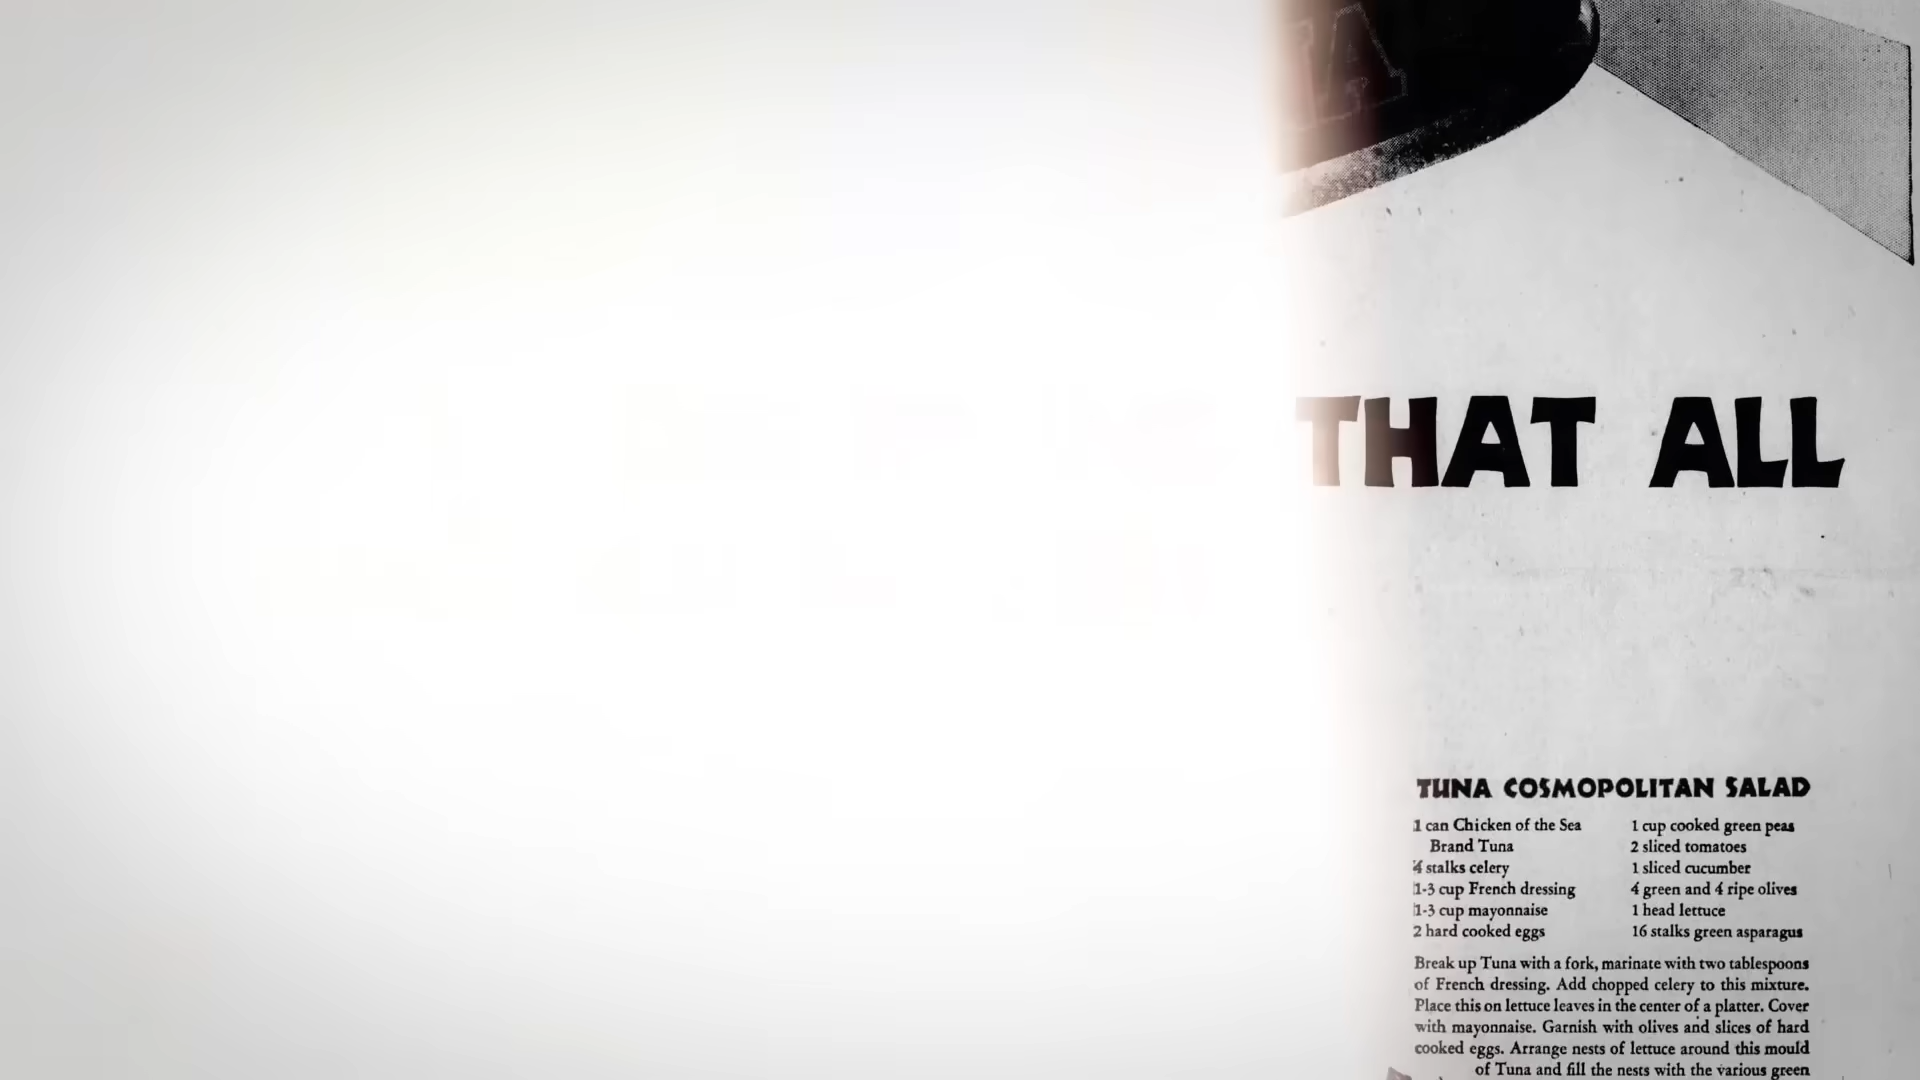 A
THAT ALL
TUNA COSMOPOLITAN SALAD
1 can Chicken of the Sea
Brand Tuna
4 stalks celery
1-3 cup French dressing
1-3 cup mayonnaise
2 hard cooked eggs
1 cup cooked green peas
2 sliced tomatoes
1 sliced cucumber
4 green and 4 ripe olives
1 head lettuce
16 stalks green asparagus
Break up Tuna with a fork, marinate with two tablespoons
of French dressing. Add chopped celery to this mixture.
Place this on lettuce leaves in the center of a platter. Cover
with mayonnaise. Garnish with olives and slices of hard
cooked eggs. Arrange nests of lettuce around this mould
of Tuna and fill the nests with the various green